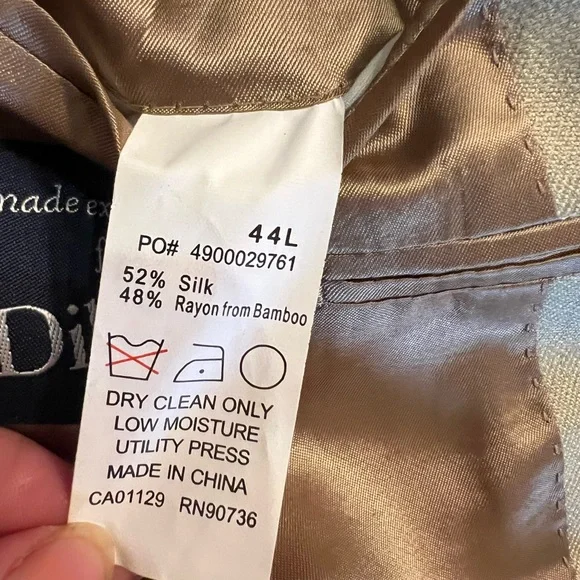 made
44L
PO# 4900029761
52% Silk
48% Rayon from Bamboo
DRY CLEAN ONLY
LOW MOISTURE
UTILITY PRESS
MADE IN CHINA
CA01129 RN90736